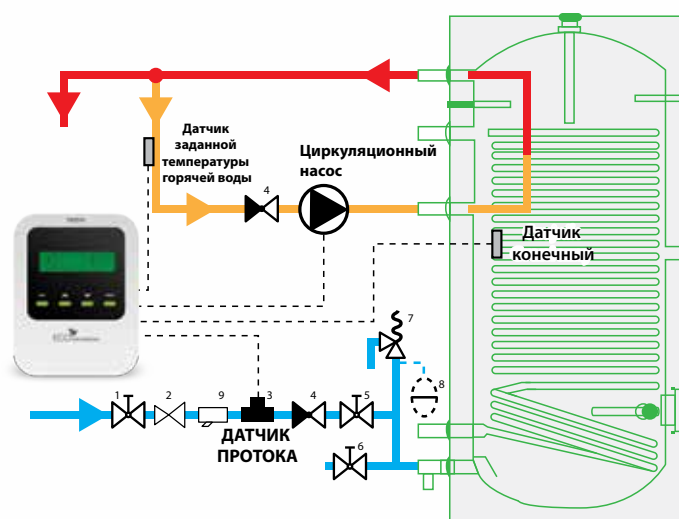 Датчик
заданной
температуры
горячей воды
4
Циркуляционный
насос
Датчик
конечный
7
8
1
2
9
3
4
5
ДАТЧИК
ПРОТОКА
6
ECO